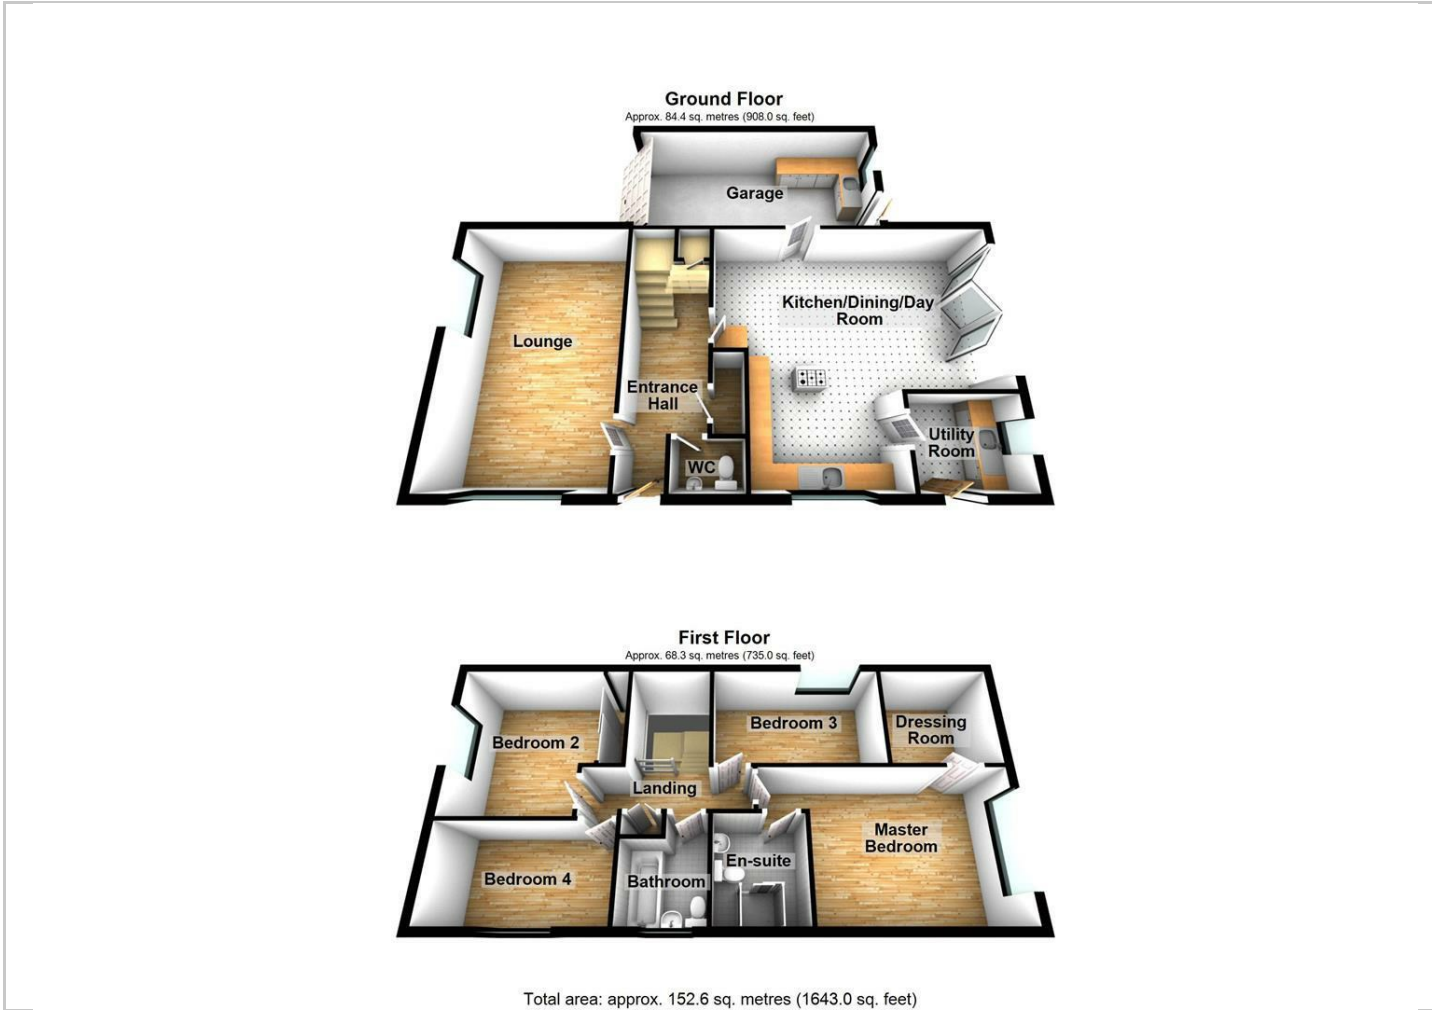 Ground Floor
Approx. 84.4 sq. metres (908.0 sq. feet)
Garage
Kitchen/Dining/Day
Room
Lounge
Entrance
Hall
Utility
Room
WC
First Floor
Approx. 68.3 sq. metres (735.0 sq. feet)
Bedroom 2
Bedroom 3
Dressing
Room
Landing
Master
Bedroom
En-suite
Bedroom 4
Bathroom
Total area: approx. 152.6 sq. metres (1643.0 sq. feet)